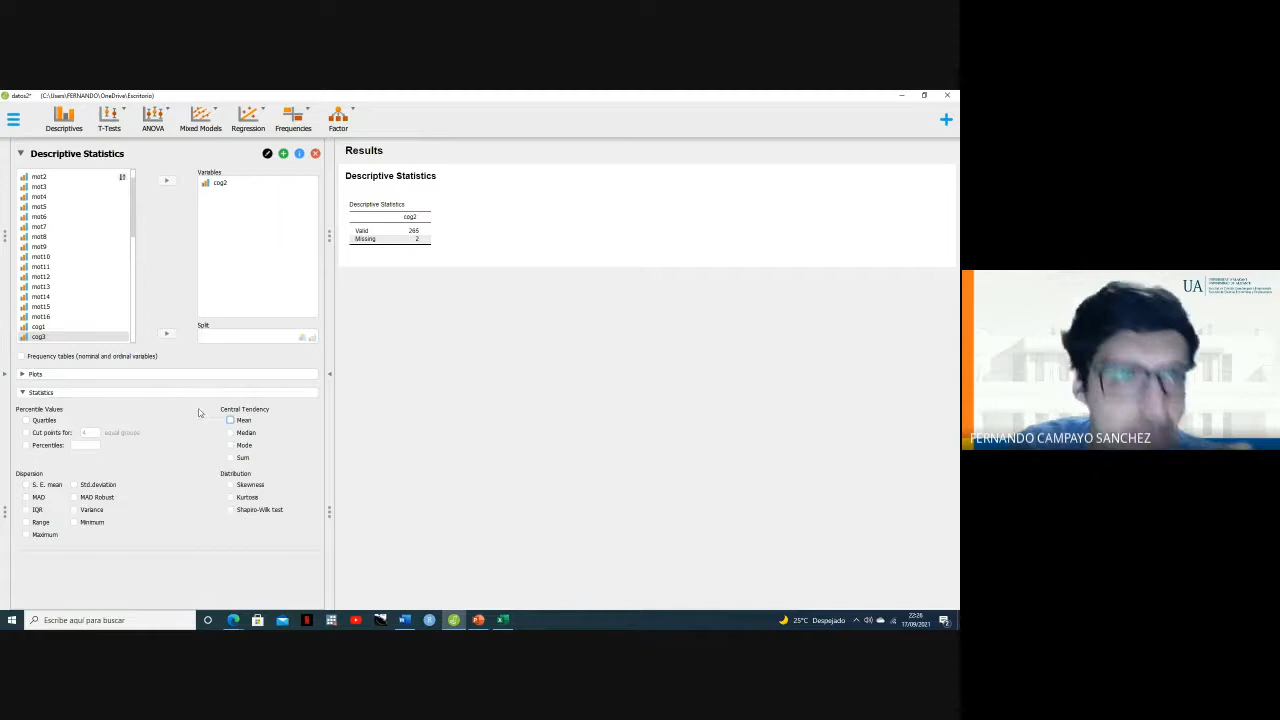 datos2* (C:\Users\FERNANDO\OneDrive\Escritorio)
Descriptives
T-Tests
ANOVA
Mixed Models
Regression
Frequencies
Factor
Descriptive Statistics
mot2
mot3
mot4
mot5
mot6
mot7
mot8
mot9
mot10
mot11
mot12
mot13
mot14
mot15
mot16
cog1
cog3
Variables
cog2
Split
Frequency tables (nominal and ordinal variables)
Plots
Statistics
Percentile Values
Quartiles
Cut points for: 4 equal groups
Percentiles:
Central Tendency
Mean
Median
Mode
Sum
Dispersion
S. E. mean Std.deviation
MAD MAD Robust
IQR Variance
Range Minimum
Maximum
Distribution
Skewness
Kurtosis
Shapiro-Wilk test
Results
Descriptive Statistics
Descriptive Statistics
cog2
Valid 265
Missing 2
UA
FERNANDO CAMPAYO SANCHEZ
Escribe aquí para buscar
25°C Despejado
22:26
17/09/2021